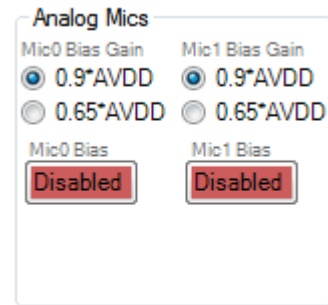 Analog Mics
Mic0 Bias Gain Mic1 Bias Gain
0.9*AVDD 0.9*AVDD
0.65*AVDD 0.65*AVDD
Mic0 Bias Mic1 Bias
Disabled Disabled